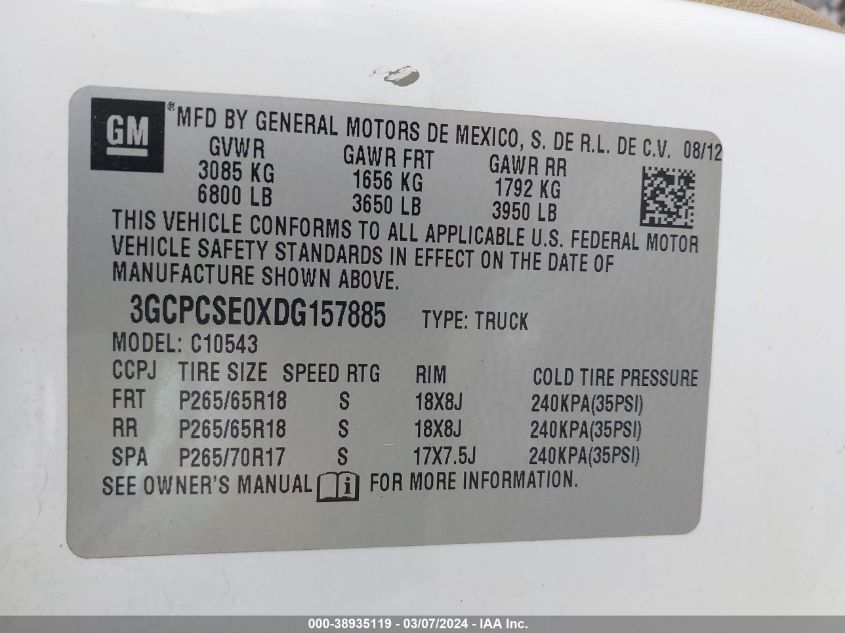 GM ® MFD BY GENERAL MOTORS DE MEXICO, S. DE R.L. DE C.V. 08/12
GVWR GAWR FRT GAWR RR
3085 KG 1656 KG 1792 KG
6800 LB 3650 LB 3950 LB
THIS VEHICLE CONFORMS TO ALL APPLICABLE U.S. FEDERAL MOTOR
VEHICLE SAFETY STANDARDS IN EFFECT ON THE DATE OF
MANUFACTURE SHOWN ABOVE.
3GCPCSE0XDG157885 TYPE: TRUCK
MODEL: C10543
CCPJ TIRE SIZE SPEED RTG RIM COLD TIRE PRESSURE
FRT P265/65R18 S 18X8J 240KPA(35PSI)
RR P265/65R18 S 18X8J 240KPA(35PSI)
SPA P265/70R17 S 17X7.5J 240KPA(35PSI)
SEE OWNER'S MANUAL i FOR MORE INFORMATION.
000-38935119 - 03/07/2024 - IAA Inc.